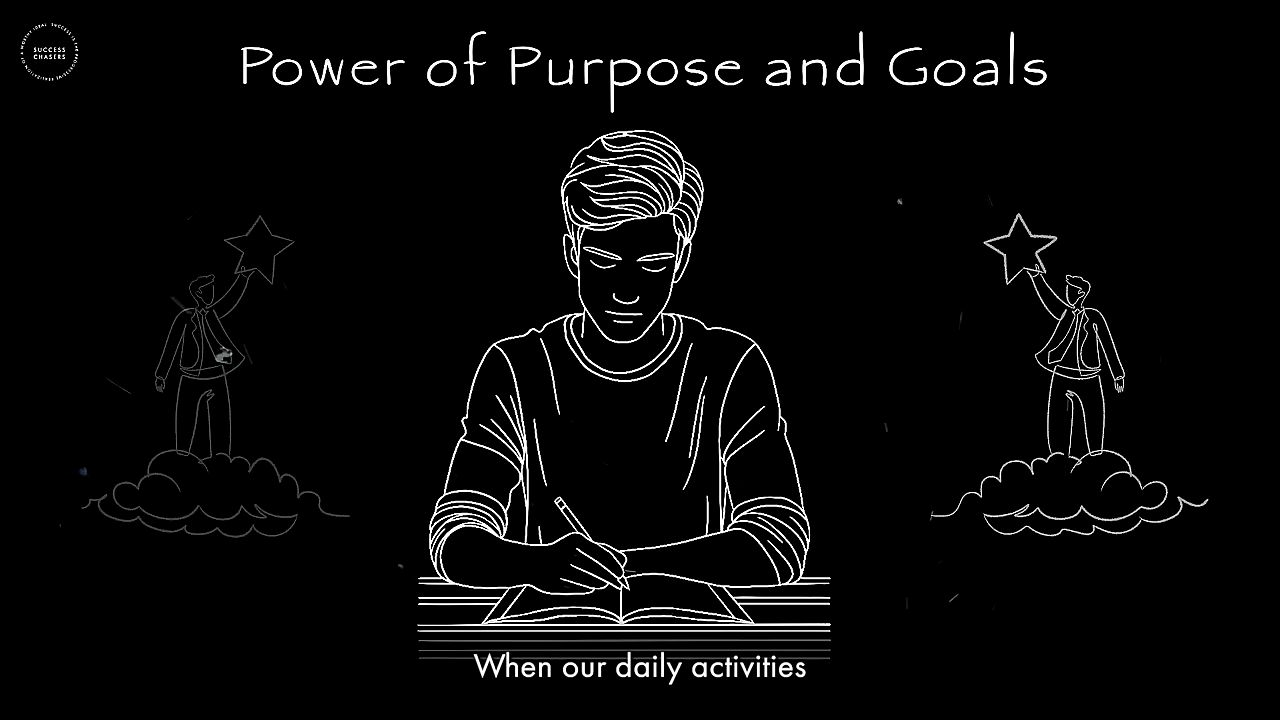 SUCCESS
CHASERS
Power of Purpose and Goals
When our daily activities